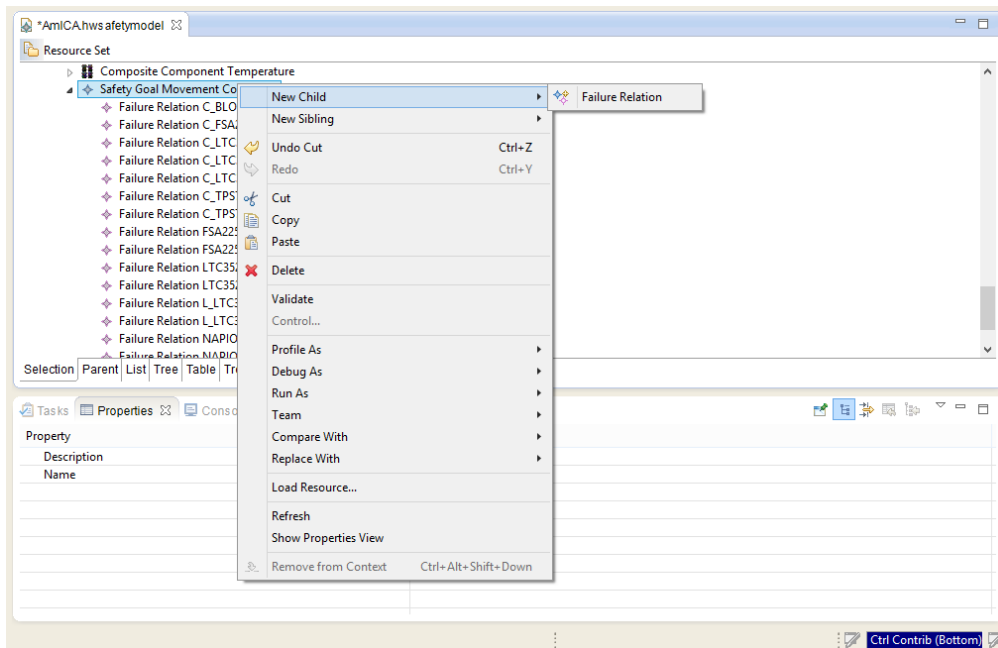 *AmICA.hwsafetymodel
Resource Set
Composite Component Temperature
Safety Goal Movement Co
Failure Relation C_BLO
Failure Relation C_FSA2
Failure Relation C_LTC
Failure Relation C_LTC
Failure Relation C_LTC
Failure Relation C_TPS
Failure Relation C_TPS
Failure Relation FSA225
Failure Relation FSA225
Failure Relation LTC352
Failure Relation LTC352
Failure Relation L_LTC3
Failure Relation L_LTC3
Failure Relation NAPIO
Failure Relation NAPIO
New Child
Failure Relation
New Sibling
Undo Cut Ctrl+Z
Redo Ctrl+Y
Cut
Copy
Paste
Delete
Validate
Control...
Profile As
Debug As
Run As
Team
Compare With
Replace With
Load Resource...
Refresh
Show Properties View
Remove from Context Ctrl+Alt+Shift+Down
Selection Parent List Tree Table Tr
Tasks Properties Conso
Property
Description
Name
Ctrl Contrib (Bottom)